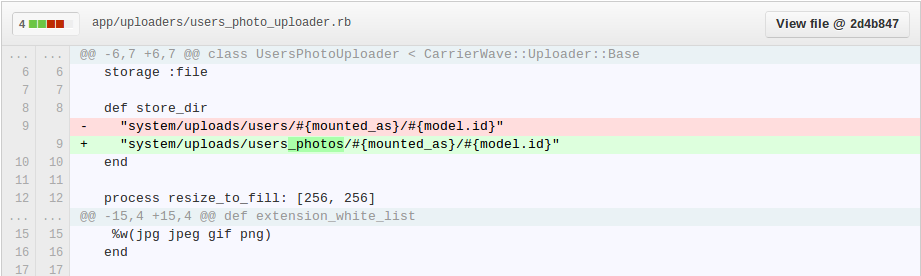 4 app/uploaders/users_photo_uploader.rb View file @ 2d4b847
... ... @@ -6,7 +6,7 @@ class UsersPhotoUploader < CarrierWave::Uploader::Base
6 6 storage :file
7 7
8 8 def store_dir
9 - "system/uploads/users/#{mounted_as}/#{model.id}"
9 + "system/uploads/users_photos/#{mounted_as}/#{model.id}"
10 10 end
11 11
12 12 process resize_to_fill: [256, 256]
... ... @@ -15,4 +15,4 @@ def extension_white_list
15 15 %w(jpg jpeg gif png)
16 16 end
17 17